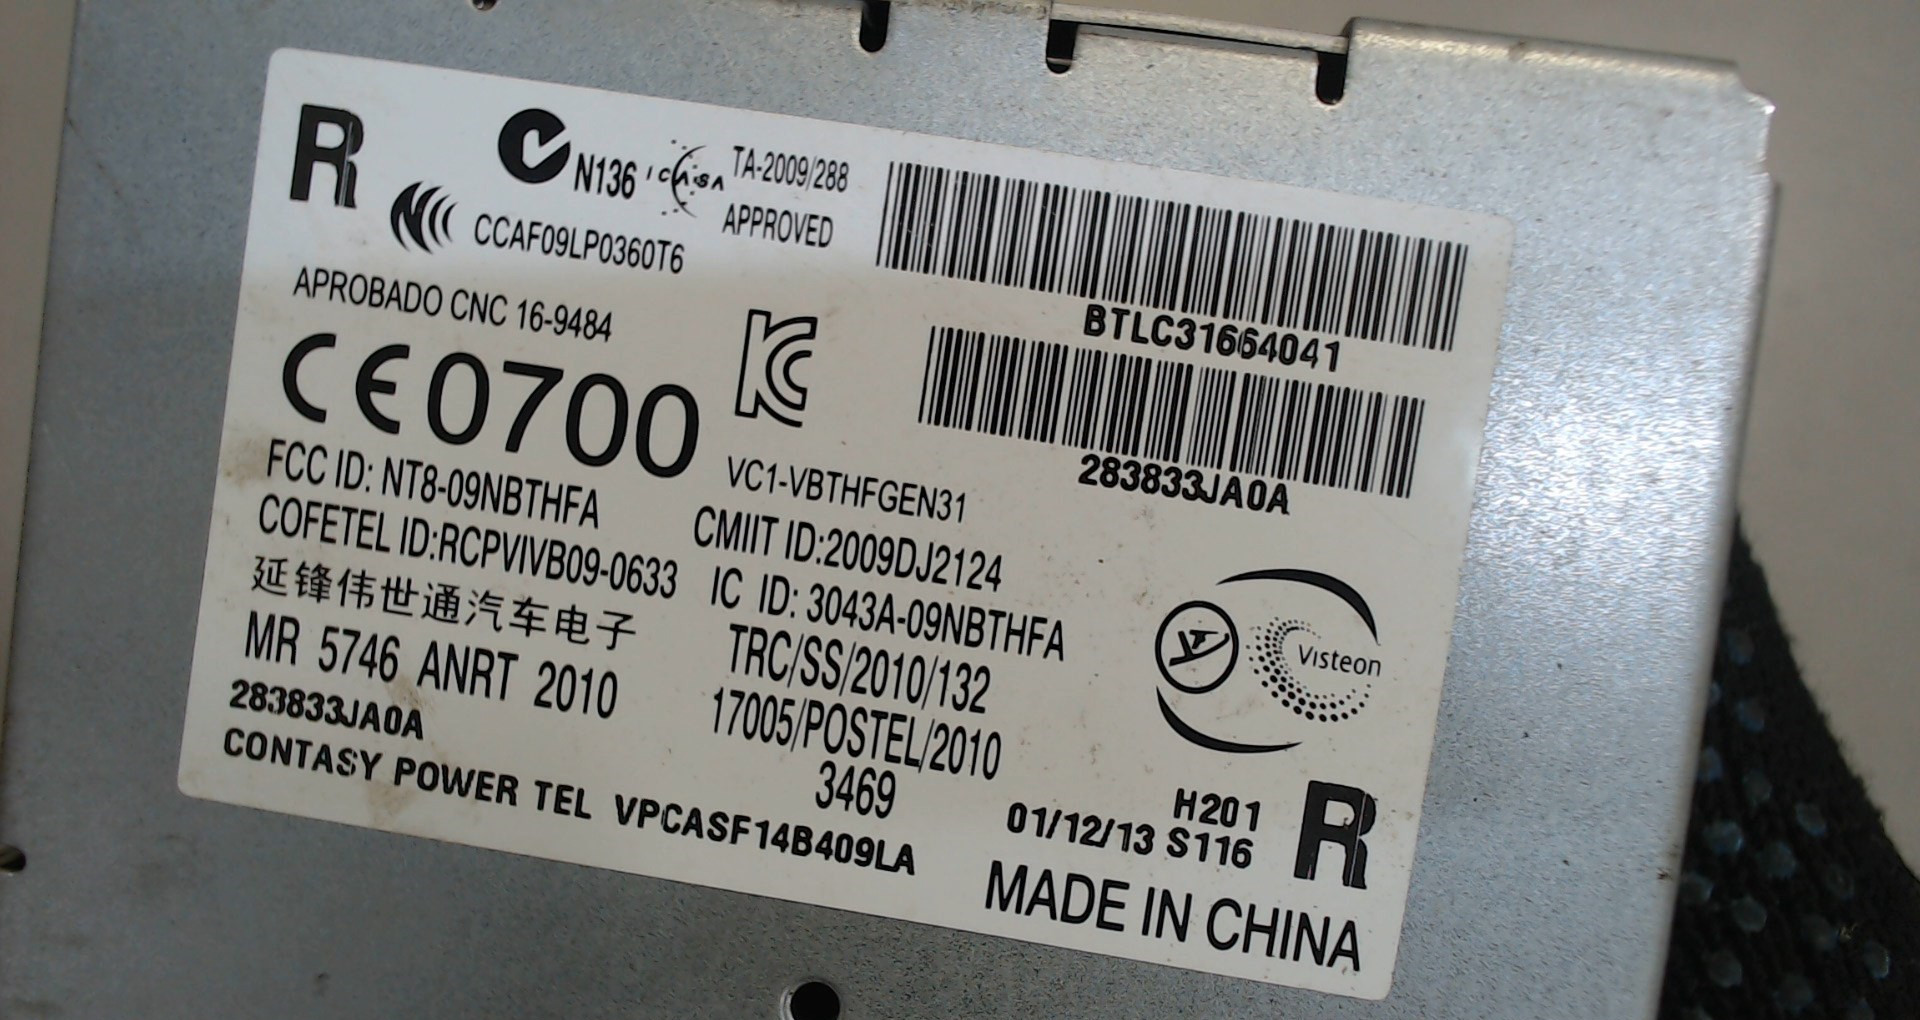 R
N136
ICASA
TA-2009/288
APPROVED
CCAF09LP0360T6
APROBADO CNC 16-9484
CE0700
BTLC31664041
283833JA0A
FCC ID: NT8-09NBTHFA
VC1-VBTHFGEN31
COFETEL ID:RCPVIVB09-0633
CMIIT ID:2009DJ2124
延锋伟世通汽车电子
IC ID: 3043A-09NBTHFA
MR 5746 ANRT 2010
TRC/SS/2010/132
283833JA0A
17005/POSTEL/2010
3469
CONTASY POWER TEL VPCASF14B409LA
Visteon
H201
01/12/13 S116
R
MADE IN CHINA